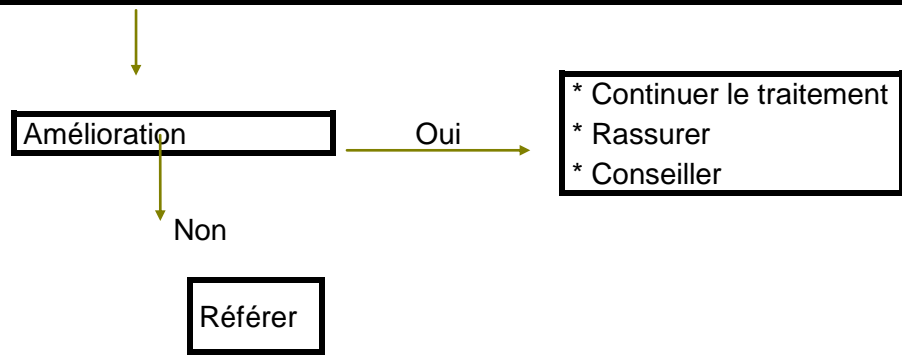 * Continuer le traitement
Amélioration
Oui
* Rassurer
* Conseiller
Non
Référer